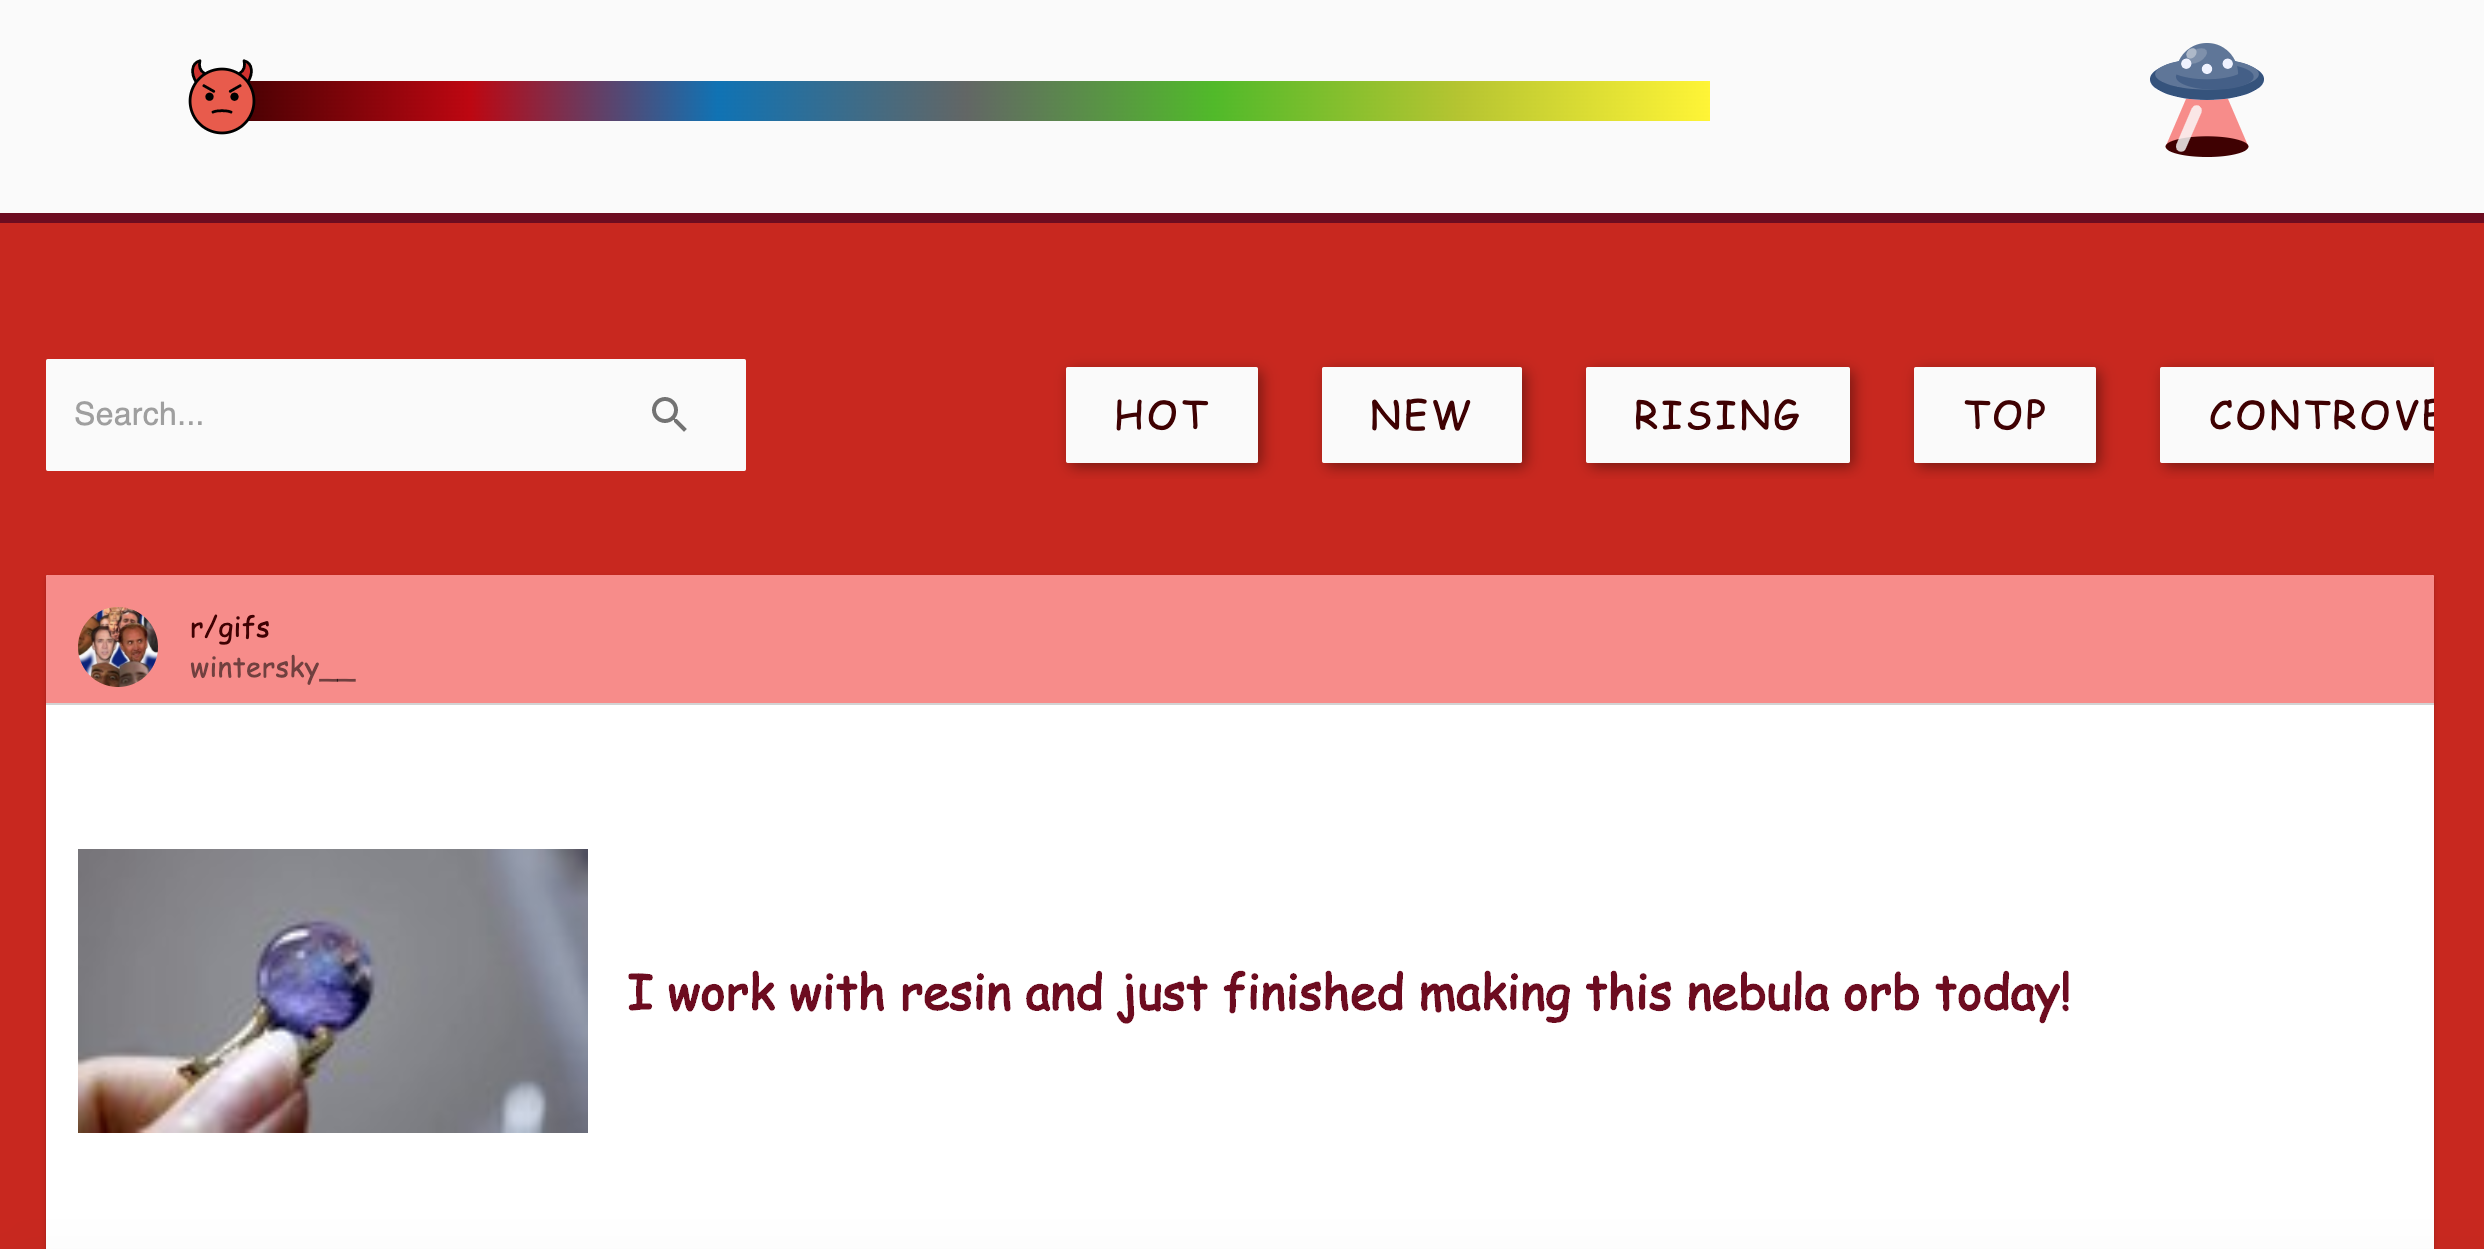 Search...
HOT
NEW
RISING
TOP
CONTROVE
r/gifs
wintersky__
I work with resin and just finished making this nebula orb today!